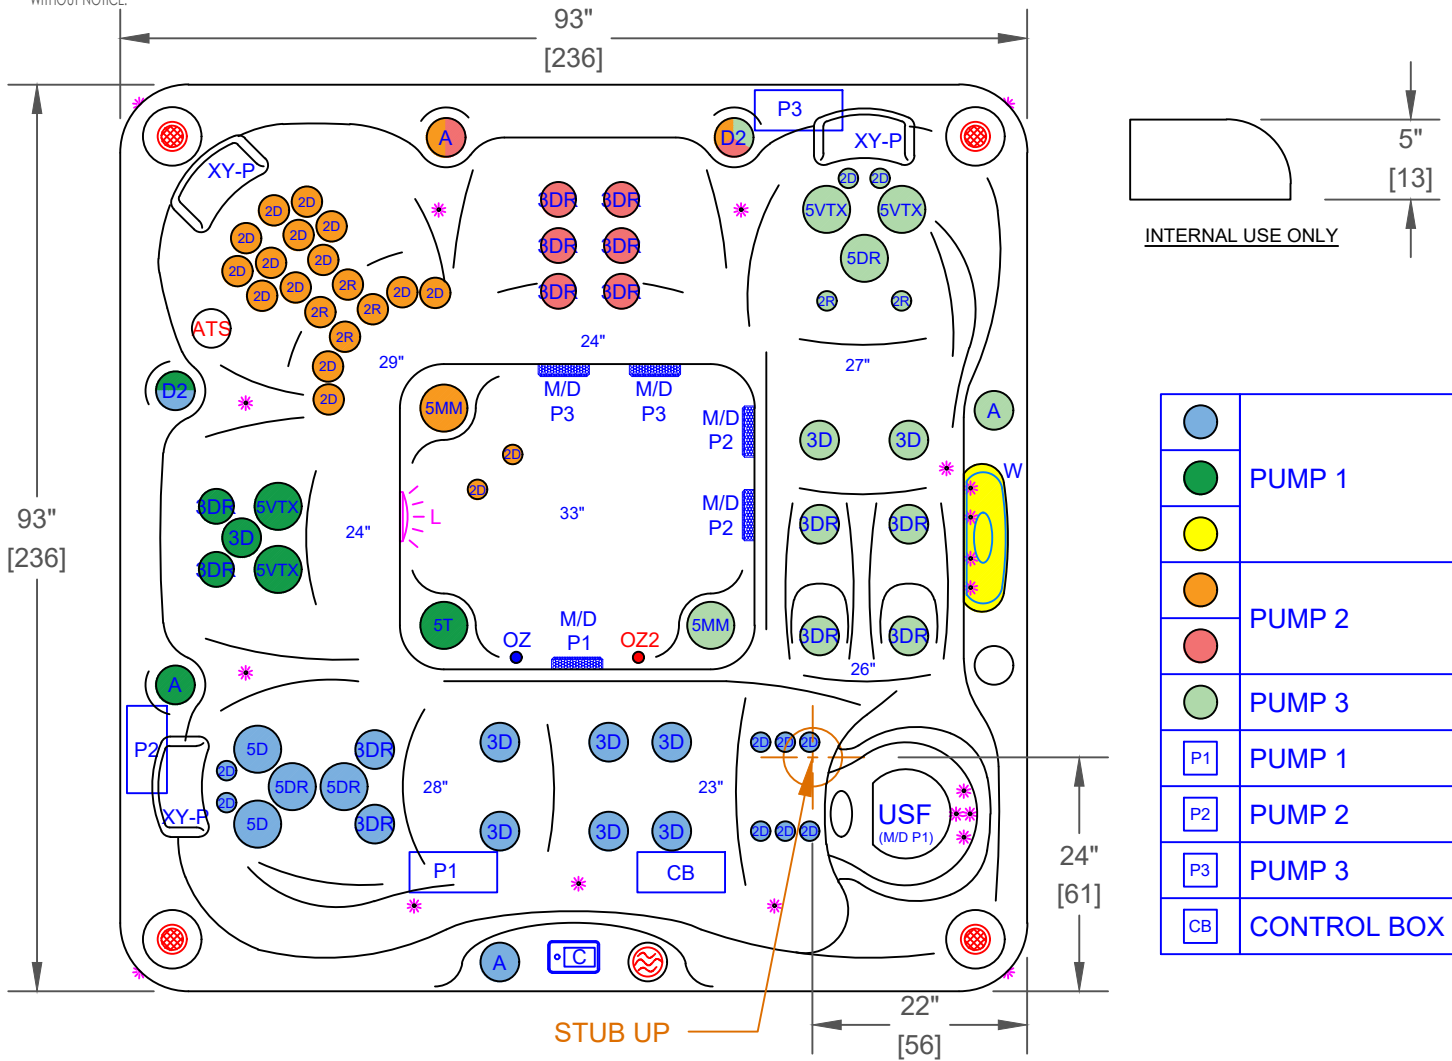 WITHOUT NOTICE.
93"
[236]
P3
A
D2
XY-P
XY-P
5"
[13]
INTERNAL USE ONLY
2D
2D
2D
2D
2D
2D
2D
2D
2D
2D
2D
2D
2R
2R
2R
2R
2D
2D
2D
2D
3DR
3DR
3DR
3DR
3DR
3DR
2D
2D
5VTX
5VTX
5DR
2R
2R
ATS
29"
24"
27"
D2
M/D
P3
M/D
P3
5MM
M/D
P2
3D
3D
A
2D
2D
W
93"
[236]
3DR
5VTX
3D
3DR
5VTX
24"
L
33"
M/D
P2
3DR
3DR
5T
OZ
M/D
P1
OZ2
5MM
3DR
3DR
26"
A
P2
XY-P
2D
2D
5D
5DR
5D
5DR
3DR
3DR
28"
3D
3D
3D
3D
3D
3D
23"
2D
2D
2D
2D
2D
2D
USF
(M/D P1)
P1
CB
24"
[61]
A
C
STUB UP
22"
[56]
PUMP 1
PUMP 2
PUMP 3
P1
PUMP 1
P2
PUMP 2
P3
PUMP 3
CB
CONTROL BOX